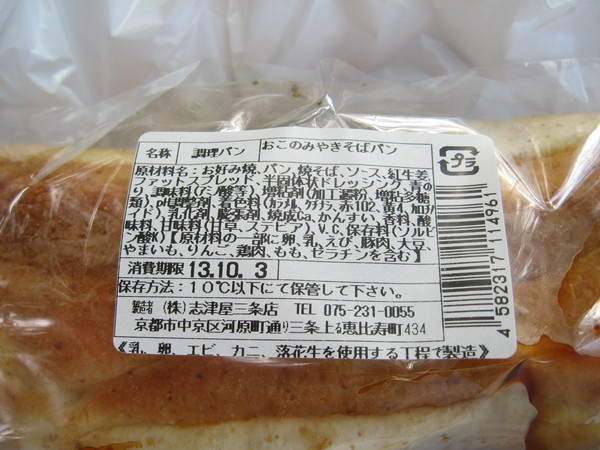 名称 調理パン おこのみやきそばパン
原材料名:お好み焼、パン、焼そば、ソース、紅生姜、
ファットスプレッド、半固体状ドレッシング、青の
り、調味料(アミノ酸等)、増粘剤(加工澱粉、増粘多糖
類)、pH調整剤、着色料(カラメル、クチナシ、赤102、黄4、
イド)、乳化剤、膨張剤、焼成Ca、かんすい、香料、酸
味料、甘味料(甘草、ステビア)、V.C、保存料(ソルビ
ン酸K)【原材料の一部に卵、乳、えび、豚肉、大豆、
やまいも、りんご、鶏肉、もも、ゼラチンを含む】
消費期限 13.10. 3
保存方法:10℃以下にて保管して下さい。
製造者 (株)志津屋三条店 TEL 075-231-0055
京都市中京区河原町通り三条上る恵比寿町434
《乳、卵、エビ、カニ、落花生を使用する工程で製造》
プラ
4 582317 114961